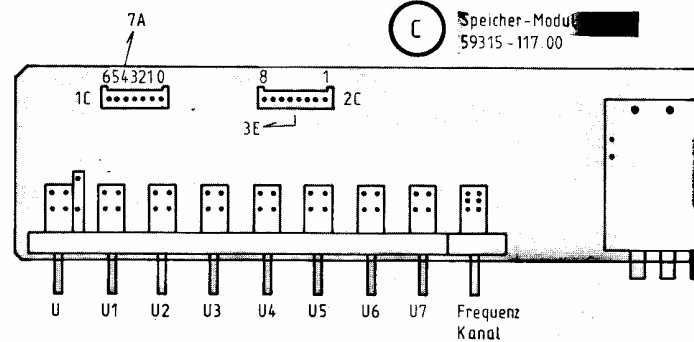 7A
C
Speicher-Modul
59315-117.00
6543210
8 1
1C
2C
3E
U U1 U2 U3 U4 U5 U6 U7 Frequenz
Kanal